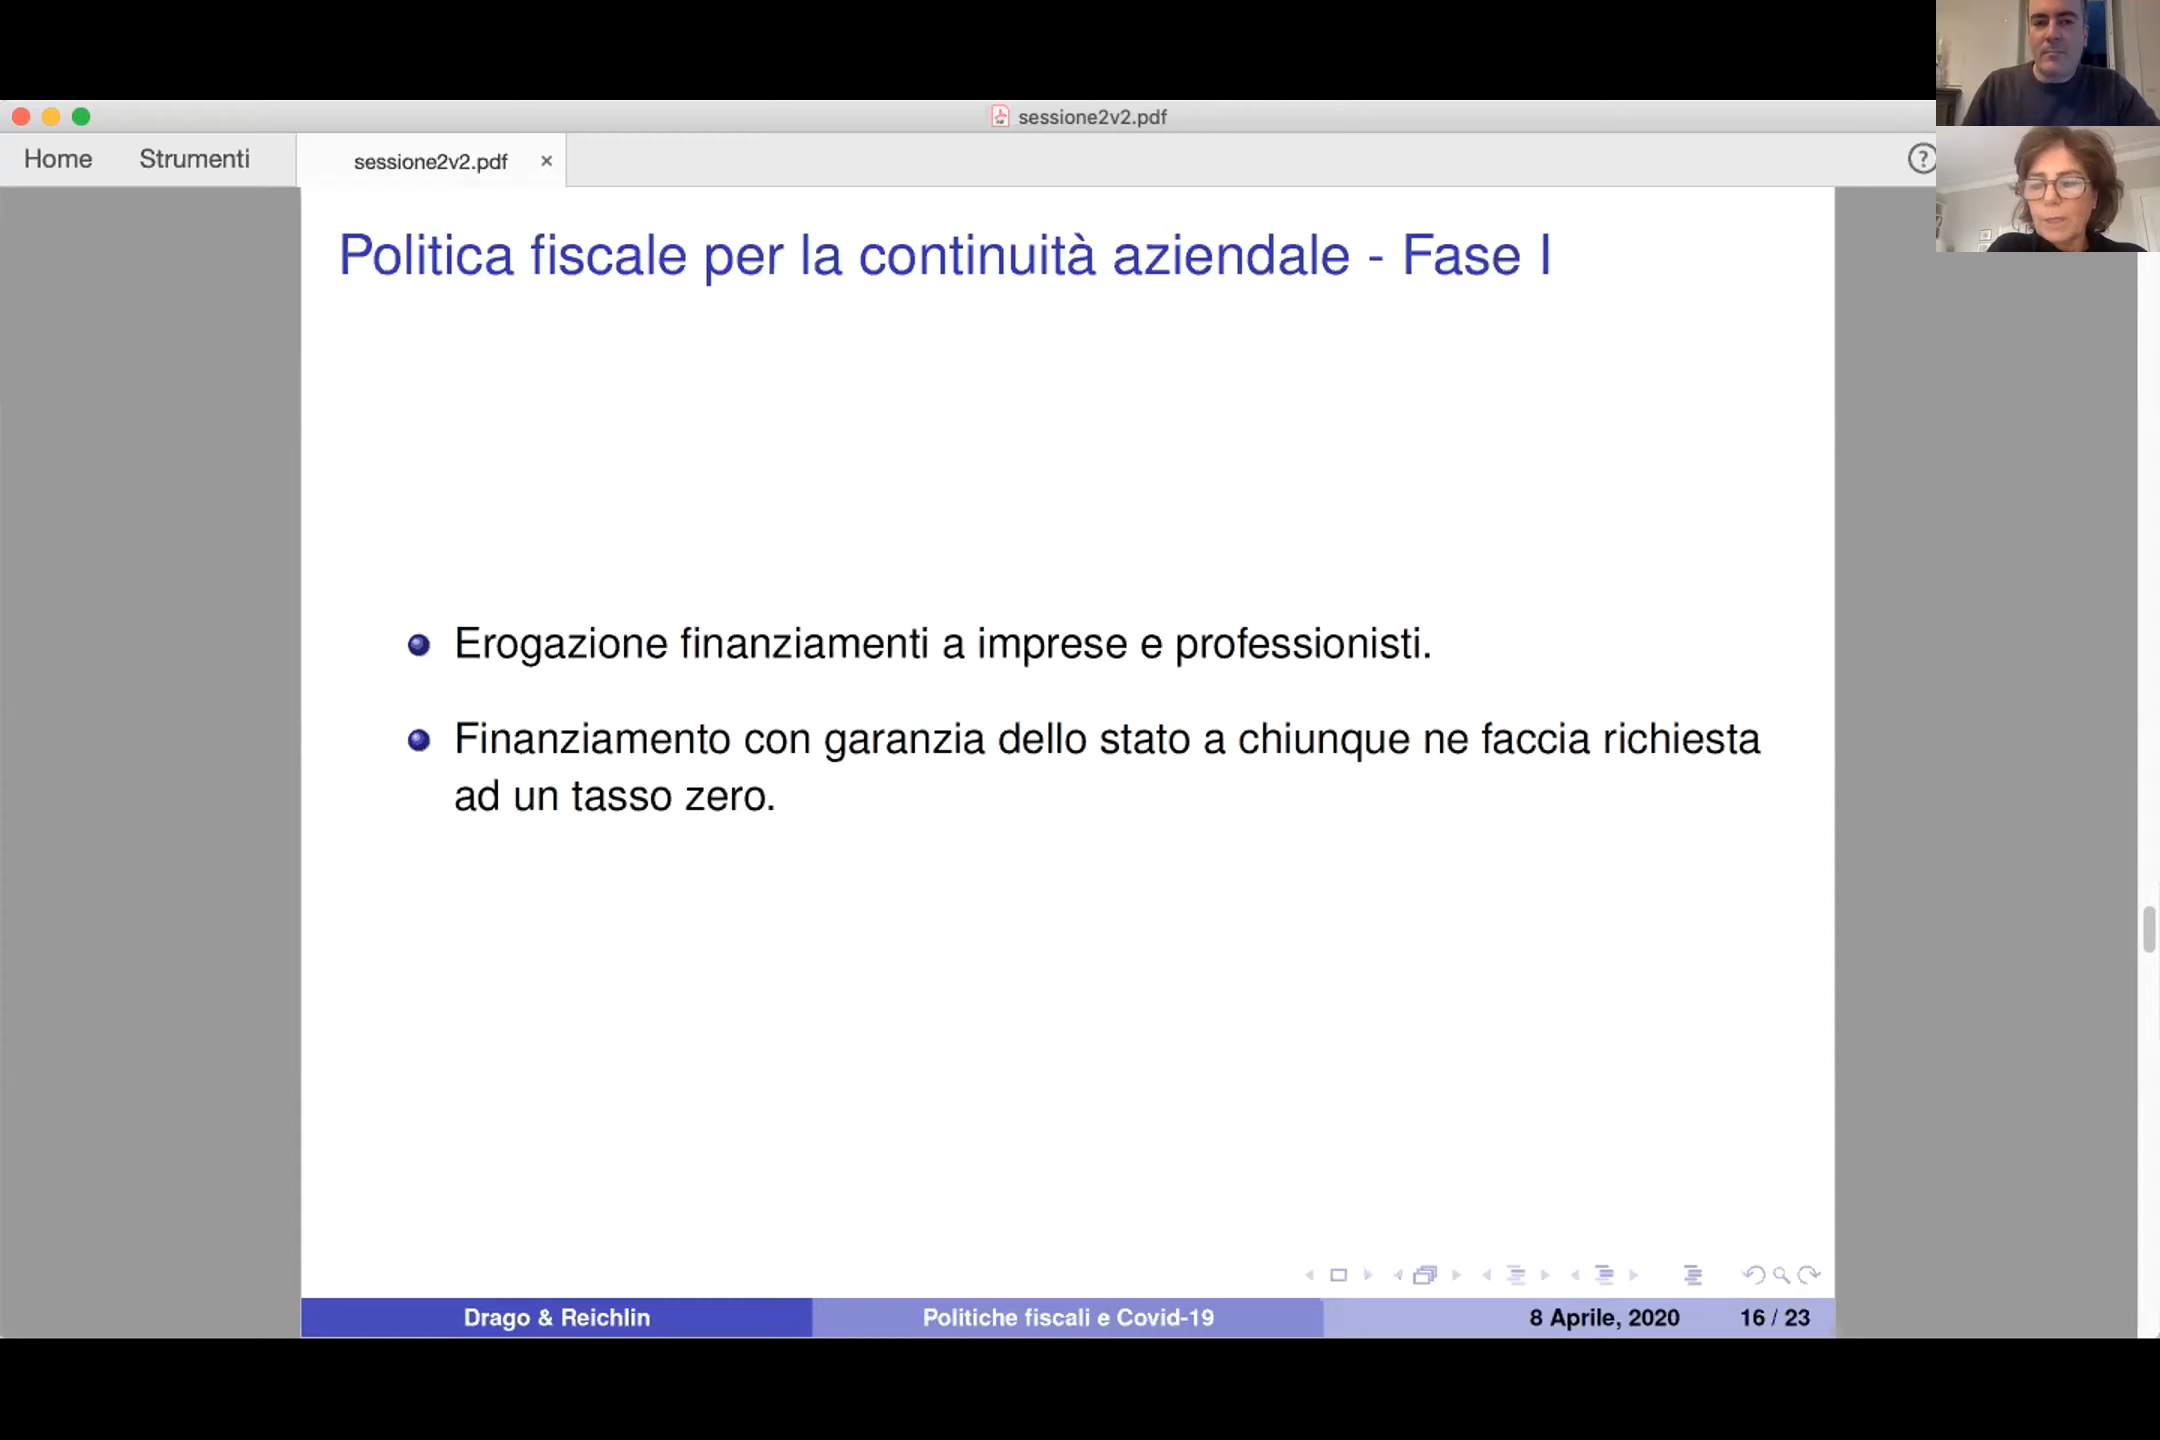 sessione2v2.pdf
Home Strumenti sessione2v2.pdf × ?
Politica fiscale per la continuità aziendale - Fase I
Erogazione finanziamenti a imprese e professionisti.
Finanziamento con garanzia dello stato a chiunque ne faccia richiesta
ad un tasso zero.
Drago & Reichlin Politiche fiscali e Covid-19 8 Aprile, 2020 16 / 23